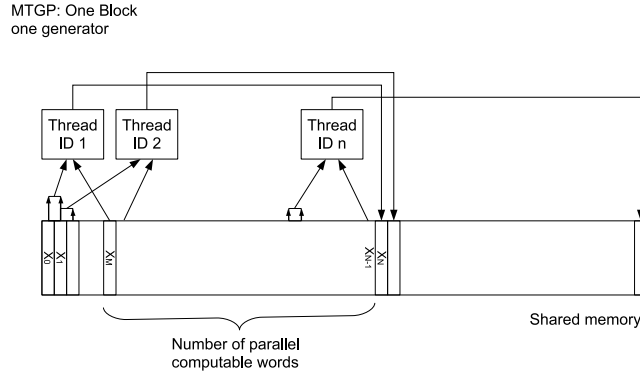 MTGP: One Block
one generator
Thread
ID 1
Thread
ID 2
Thread
ID n
X0
X1
XM
XN-1
XN
Shared memory
Number of parallel
computable words